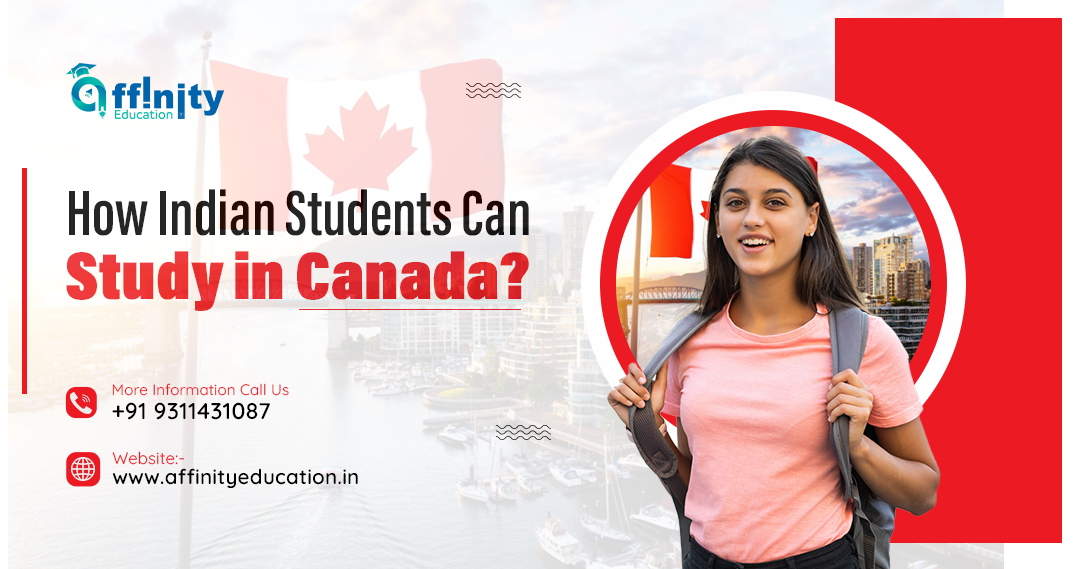 affinity
Education
How Indian Students Can
Study in Canada?
More Information Call Us
+91 9311431087
Website:-
www.affinityeducation.in